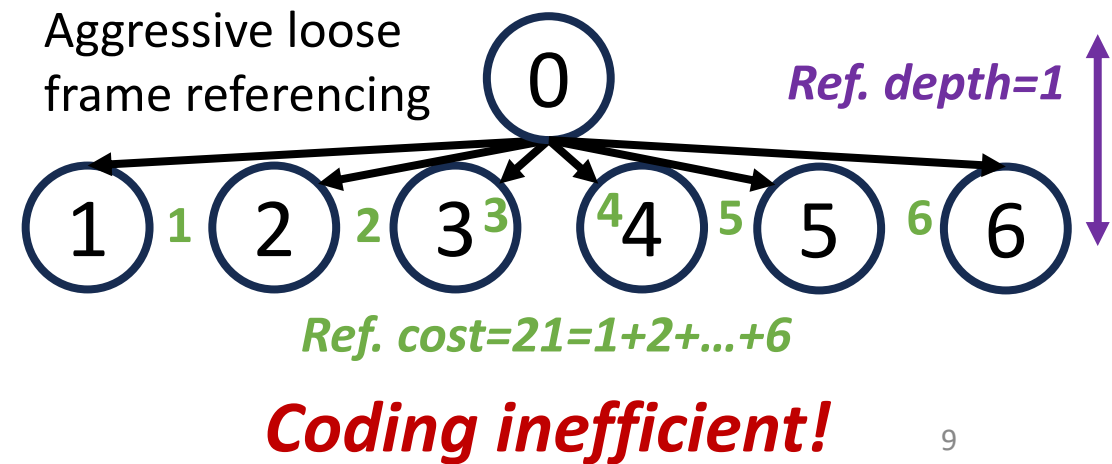 Aggressive loose
frame referencing
0
Ref. depth=1
1 1 2 2 3 3 4 4 5 5 6 6
Ref. cost=21=1+2+...+6
Coding inefficient!
9